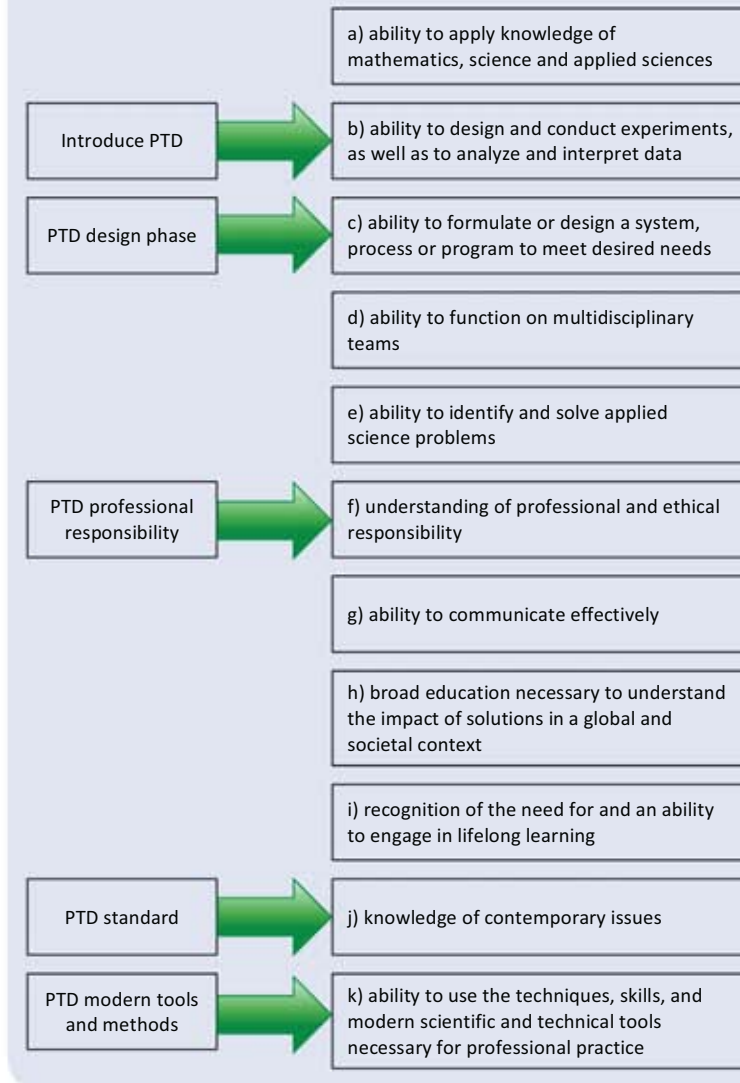 a) ability to apply knowledge of
mathematics, science and applied sciences
Introduce PTD
b) ability to design and conduct experiments,
as well as to analyze and interpret data
PTD design phase
c) ability to formulate or design a system,
process or program to meet desired needs
d) ability to function on multidisciplinary
teams
e) ability to identify and solve applied
science problems
PTD professional
responsibility
f) understanding of professional and ethical
responsibility
g) ability to communicate effectively
h) broad education necessary to understand
the impact of solutions in a global and
societal context
i) recognition of the need for and an ability
to engage in lifelong learning
PTD standard
j) knowledge of contemporary issues
PTD modern tools
and methods
k) ability to use the techniques, skills, and
modern scientific and technical tools
necessary for professional practice